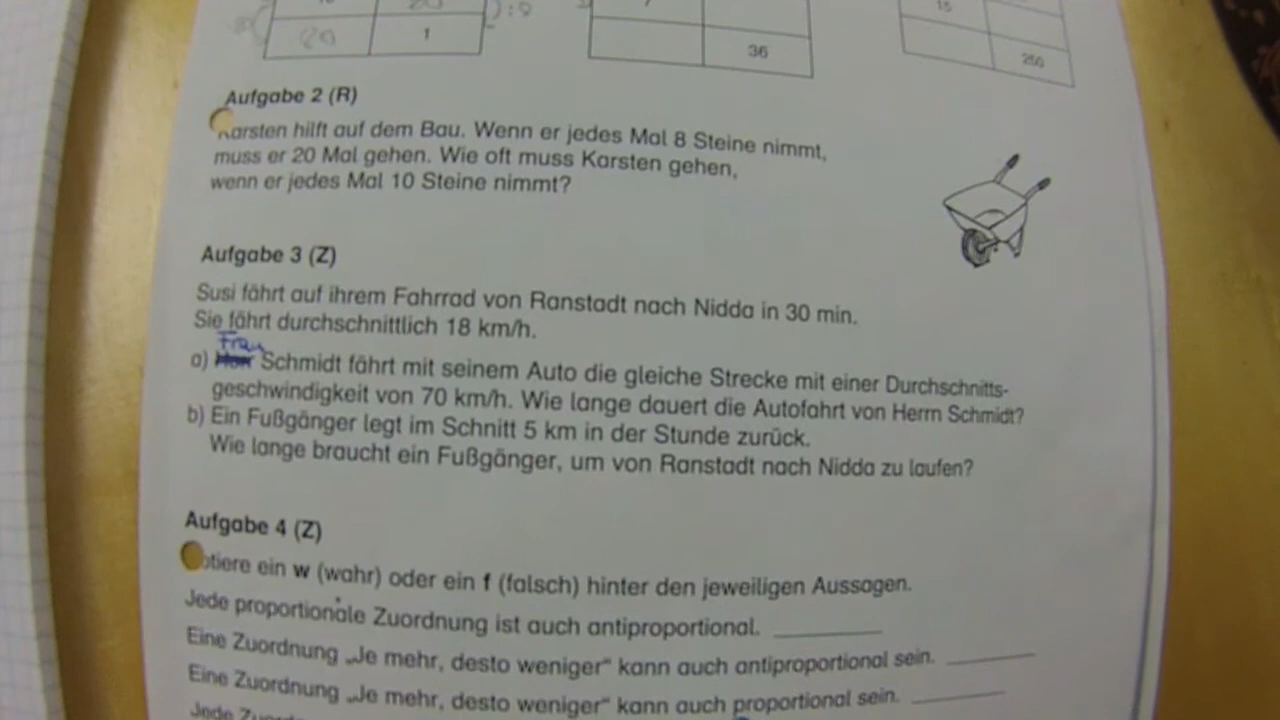 :9
1
36
15
250
Aufgabe 2 (R)
Karsten hilft auf dem Bau. Wenn er jedes Mal 8 Steine nimmt,
muss er 20 Mal gehen. Wie oft muss Karsten gehen,
wenn er jedes Mal 10 Steine nimmt?
Aufgabe 3 (Z)
Susi fährt auf ihrem Fahrrad von Ranstadt nach Nidda in 30 min.
Sie fährt durchschnittlich 18 km/h.
Frau
a) Herr Schmidt fährt mit seinem Auto die gleiche Strecke mit einer Durchschnitts-
geschwindigkeit von 70 km/h. Wie lange dauert die Autofahrt von Herrn Schmidt?
b) Ein Fußgänger legt im Schnitt 5 km in der Stunde zurück.
Wie lange braucht ein Fußgänger, um von Ranstadt nach Nidda zu laufen?
Aufgabe 4 (Z)
otiere ein w (wahr) oder ein f (falsch) hinter den jeweiligen Aussagen.
Jede proportionale Zuordnung ist auch antiproportional.
Eine Zuordnung „Je mehr, desto weniger“ kann auch antiproportional sein.
Eine Zuordnung „Je mehr, desto weniger“ kann auch proportional sein.
Jede